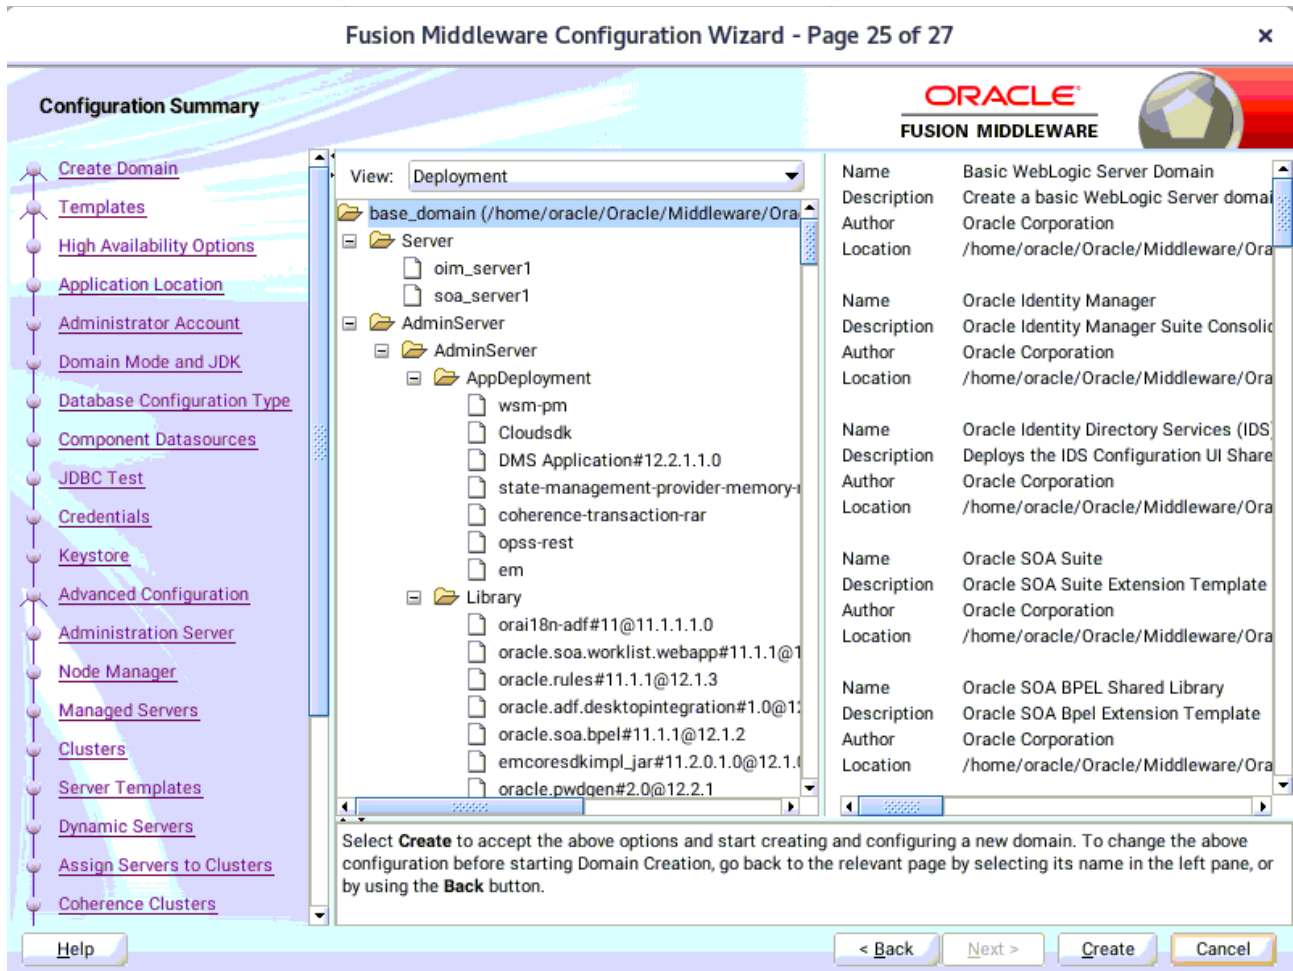 Fusion Middleware Configuration Wizard - Page 25 of 27
Configuration Summary
ORACLE
FUSION MIDDLEWARE
Create Domain
Templates
High Availability Options
Application Location
Administrator Account
Domain Mode and JDK
Database Configuration Type
Component Datasources
JDBC Test
Credentials
Keystore
Advanced Configuration
Administration Server
Node Manager
Managed Servers
Clusters
Server Templates
Dynamic Servers
Assign Servers to Clusters
Coherence Clusters
View: Deployment
base_domain (/home/oracle/Oracle/Middleware/Ora
Server
oim_server1
soa_server1
AdminServer
AdminServer
AppDeployment
wsm-pm
Cloudsdk
DMS Application#12.2.1.1.0
state-management-provider-memory-
coherence-transaction-rar
opss-rest
em
Library
orai18n-adf#11@11.1.1.1.0
oracle.soa.worklist.webapp#11.1.1@1
oracle.rules#11.1.1@12.1.3
oracle.adf.desktopintegration#1.0@12
oracle.soa.bpel#11.1.1@12.1.2
emcoresdkimpl_jar#11.2.0.1.0@12.1.0
oracle.pwdgen#2.0@12.2.1
Name Basic WebLogic Server Domain
Description Create a basic WebLogic Server domai
Author Oracle Corporation
Location /home/oracle/Oracle/Middleware/Ora
Name Oracle Identity Manager
Description Oracle Identity Manager Suite Consolid
Author Oracle Corporation
Location /home/oracle/Oracle/Middleware/Ora
Name Oracle Identity Directory Services (IDS)
Description Deploys the IDS Configuration UI Share
Author Oracle Corporation
Location /home/oracle/Oracle/Middleware/Ora
Name Oracle SOA Suite
Description Oracle SOA Suite Extension Template
Author Oracle Corporation
Location /home/oracle/Oracle/Middleware/Ora
Name Oracle SOA BPEL Shared Library
Description Oracle SOA Bpel Extension Template
Author Oracle Corporation
Location /home/oracle/Oracle/Middleware/Ora
Select Create to accept the above options and start creating and configuring a new domain. To change the above
configuration before starting Domain Creation, go back to the relevant page by selecting its name in the left pane, or
by using the Back button.
Help
< Back
Next >
Create
Cancel